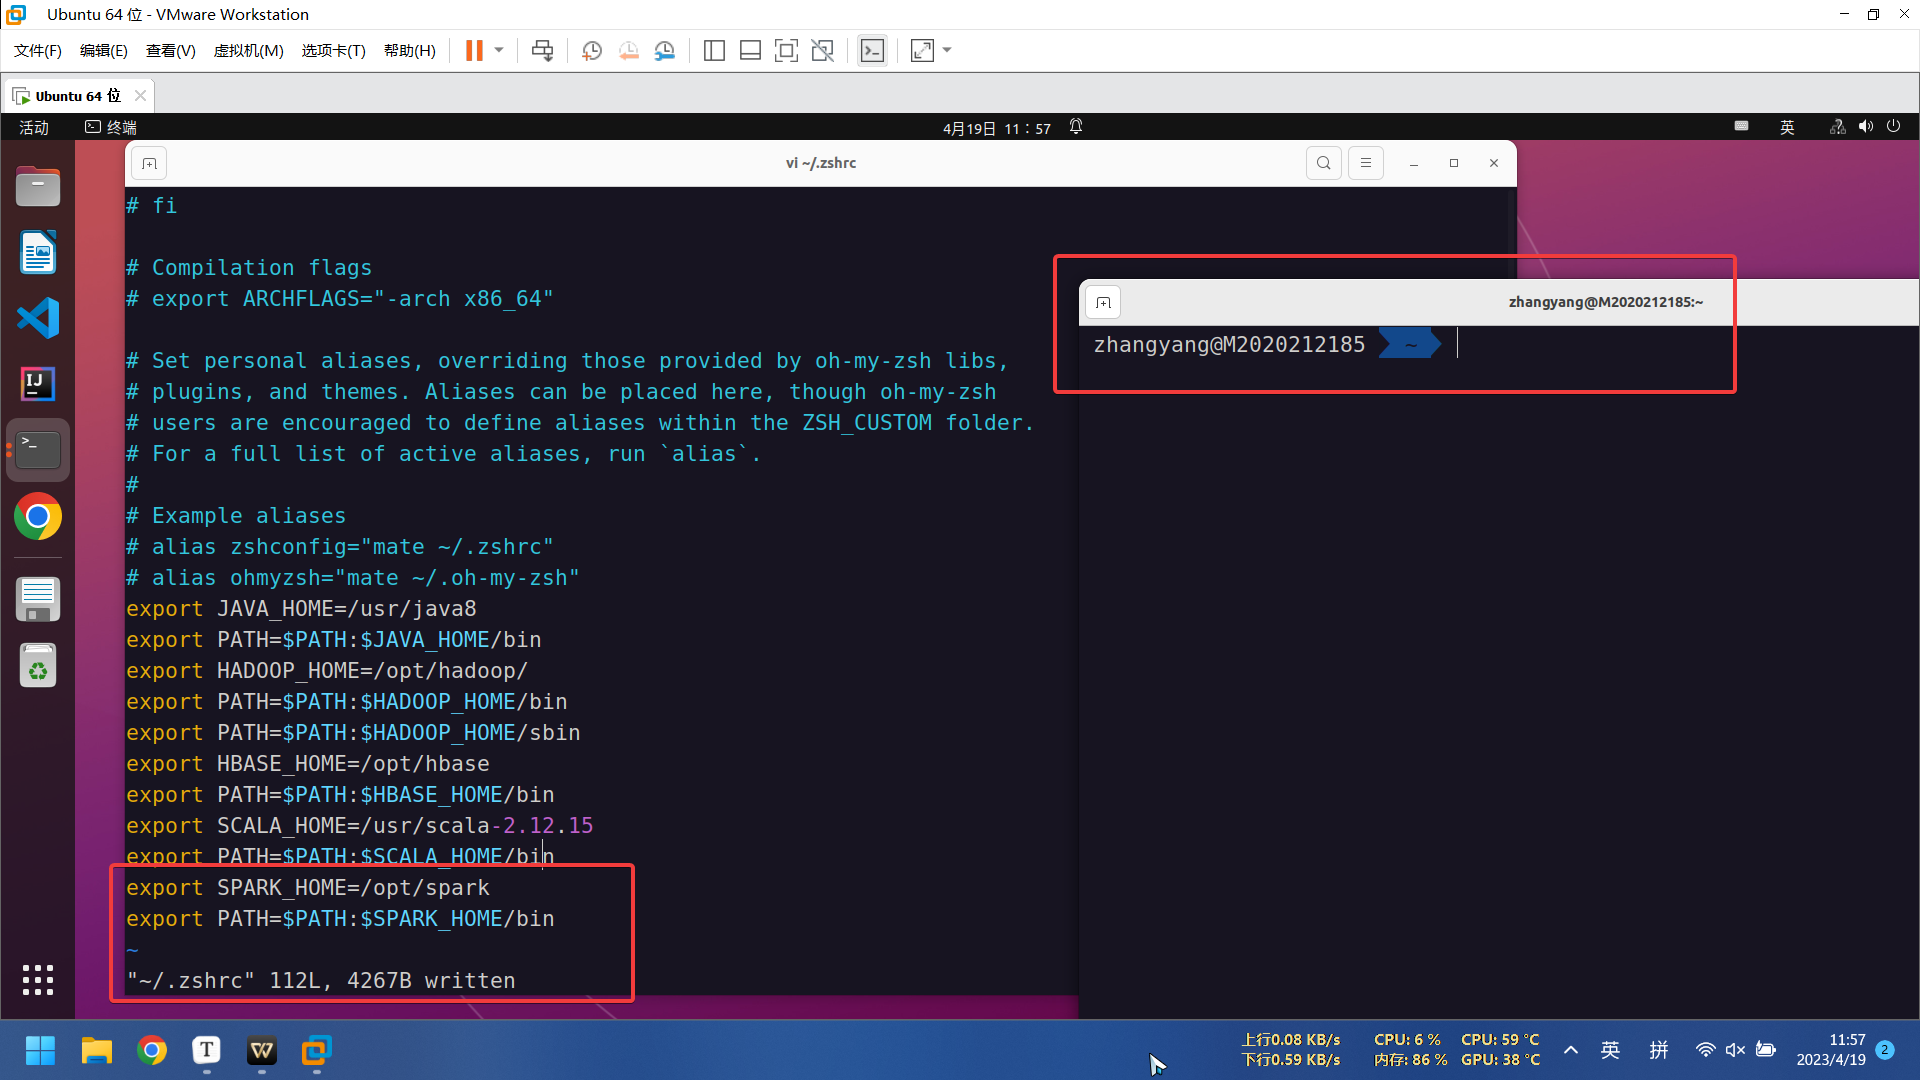 Ubuntu 64 位 - VMware Workstation
文件(F) 编辑(E) 查看(V) 虚拟机(M) 选项卡(T) 帮助(H)
Ubuntu 64 位
活动 终端 4月19日 11：57 英
vi ~/.zshrc
# fi
# Compilation flags
# export ARCHFLAGS="-arch x86_64"
# Set personal aliases, overriding those provided by oh-my-zsh libs,
# plugins, and themes. Aliases can be placed here, though oh-my-zsh
# users are encouraged to define aliases within the ZSH_CUSTOM folder.
# For a full list of active aliases, run `alias`.
#
# Example aliases
# alias zshconfig="mate ~/.zshrc"
# alias ohmyzsh="mate ~/.oh-my-zsh"
export JAVA_HOME=/usr/java8
export PATH=$PATH:$JAVA_HOME/bin
export HADOOP_HOME=/opt/hadoop/
export PATH=$PATH:$HADOOP_HOME/bin
export PATH=$PATH:$HADOOP_HOME/sbin
export HBASE_HOME=/opt/hbase
export PATH=$PATH:$HBASE_HOME/bin
export SCALA_HOME=/usr/scala-2.12.15
export PATH=$PATH:$SCALA_HOME/bin
export SPARK_HOME=/opt/spark
export PATH=$PATH:$SPARK_HOME/bin
~
"~/.zshrc" 112L, 4267B written
zhangyang@M2020212185:~
zhangyang@M2020212185 ~
上行0.08 KB/s CPU: 6 % CPU: 59 °C
下行0.59 KB/s 内存: 86 % GPU: 38 °C
英 拼
11:57
2023/4/19
2